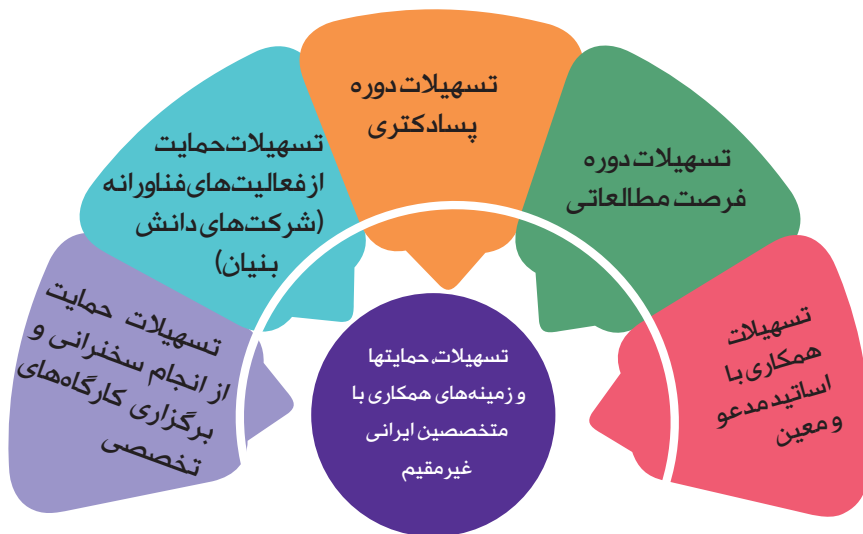 تسهیلات همکاری با
اساتید مدعو
و معین
تسهیلات دوره
فرصت مطالعاتی
تسهیلات دوره
پسادکتری
تسهیلات حمایت
از فعالیت‌های فناورانه
(شرکت‌های دانش
بنیان)
تسهیلات حمایت
از انجام سخنرانی و
برگزاری کارگاه‌های
تخصصی
تسهیلات، حمایتها
و زمینه‌های همکاری با
متخصصین ایرانی
غیرمقیم